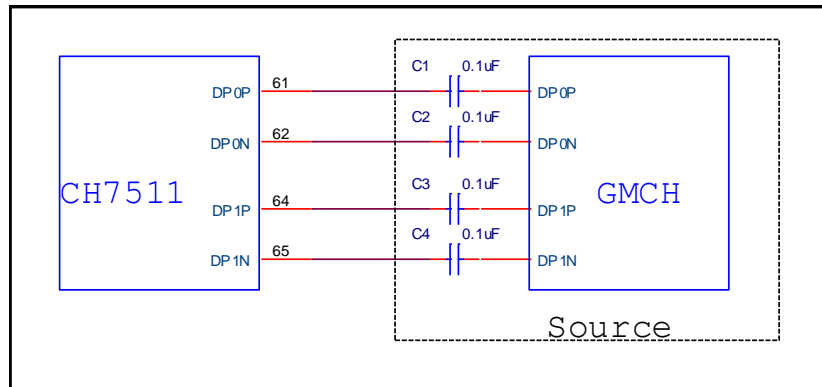 C1 0.1uF
DP0P 61 DP0P
C2 0.1uF
DP0N 62 DP0N
CH7511 GMCH
C3 0.1uF
DP1P 64 DP1P
C4 0.1uF
DP1N 65 DP1N
Source